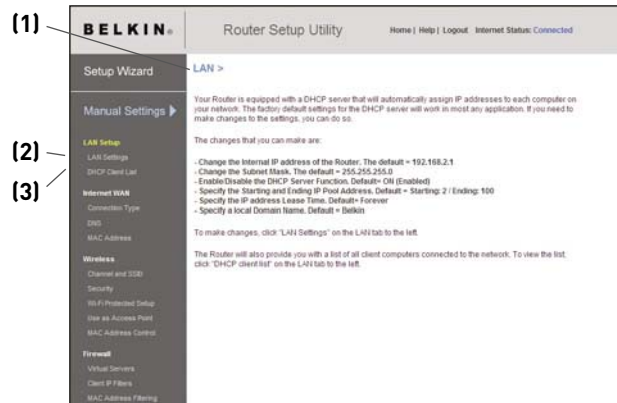 (1)
(2)
(3)
BELKIN®
Router Setup Utility
Home | Help | Logout Internet Status: Connected
Setup Wizard
Manual Settings
LAN Setup
LAN Settings
DHCP Client List
Internet WAN
Connection Type
DNS
MAC Address
Wireless
Channel and SSID
Security
Wi-Fi Protected Setup
Use as Access Point
MAC Address Control
Firewall
Virtual Servers
Client IP Filters
MAC Address Filtering
LAN >
Your Router is equipped with a DHCP server that will automatically assign IP addresses to each computer on
your network. The factory default settings for the DHCP server will work in most any application. If you need to
make changes to the settings, you can do so.
The changes that you can make are:
- Change the Internal IP address of the Router. The default = 192.168.2.1
- Change the Subnet Mask. The default = 255.255.255.0
- Enable/Disable the DHCP Server Function. Default= ON (Enabled)
- Specify the Starting and Ending IP Pool Address. Default = Starting: 2 / Ending: 100
- Specify the IP address Lease Time. Default= Forever
- Specify a local Domain Name. Default = Belkin
To make changes, click "LAN Settings" on the LAN tab to the left.
The Router will also provide you with a list of all client computers connected to the network. To view the list,
click "DHCP client list" on the LAN tab to the left.